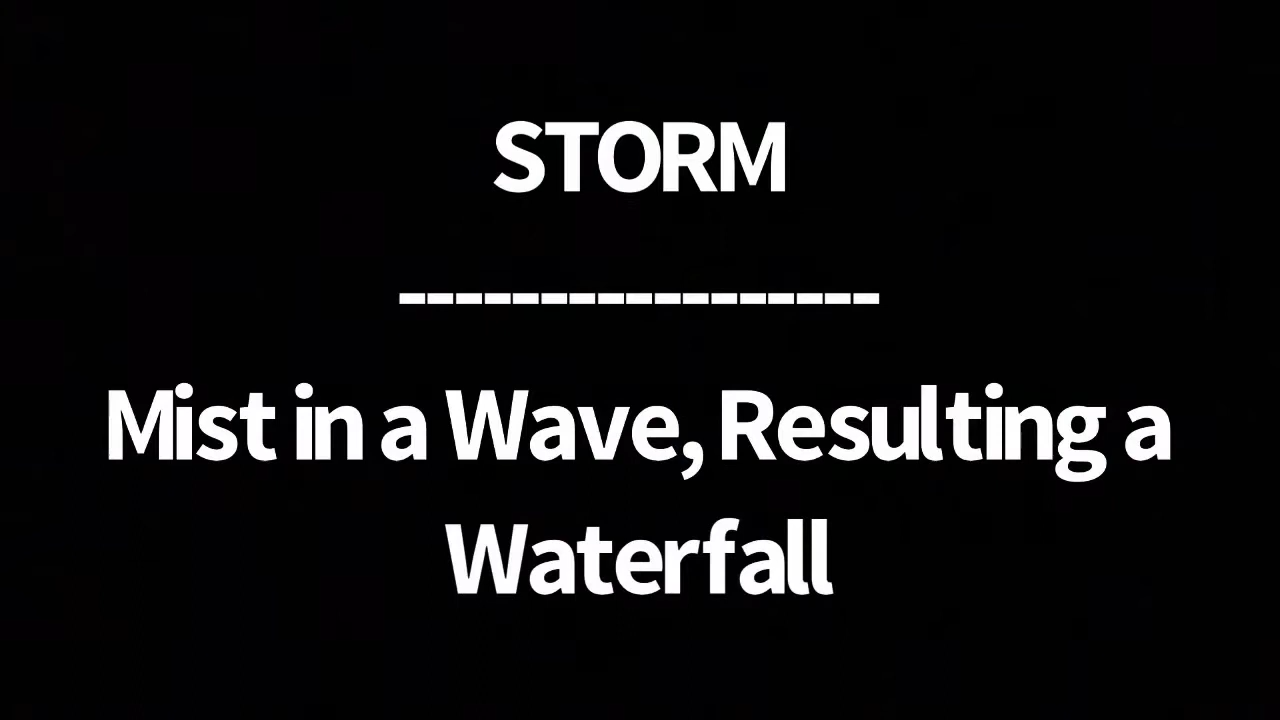 STORM
-----------------
Mist in a Wave, Resulting a
Waterfall